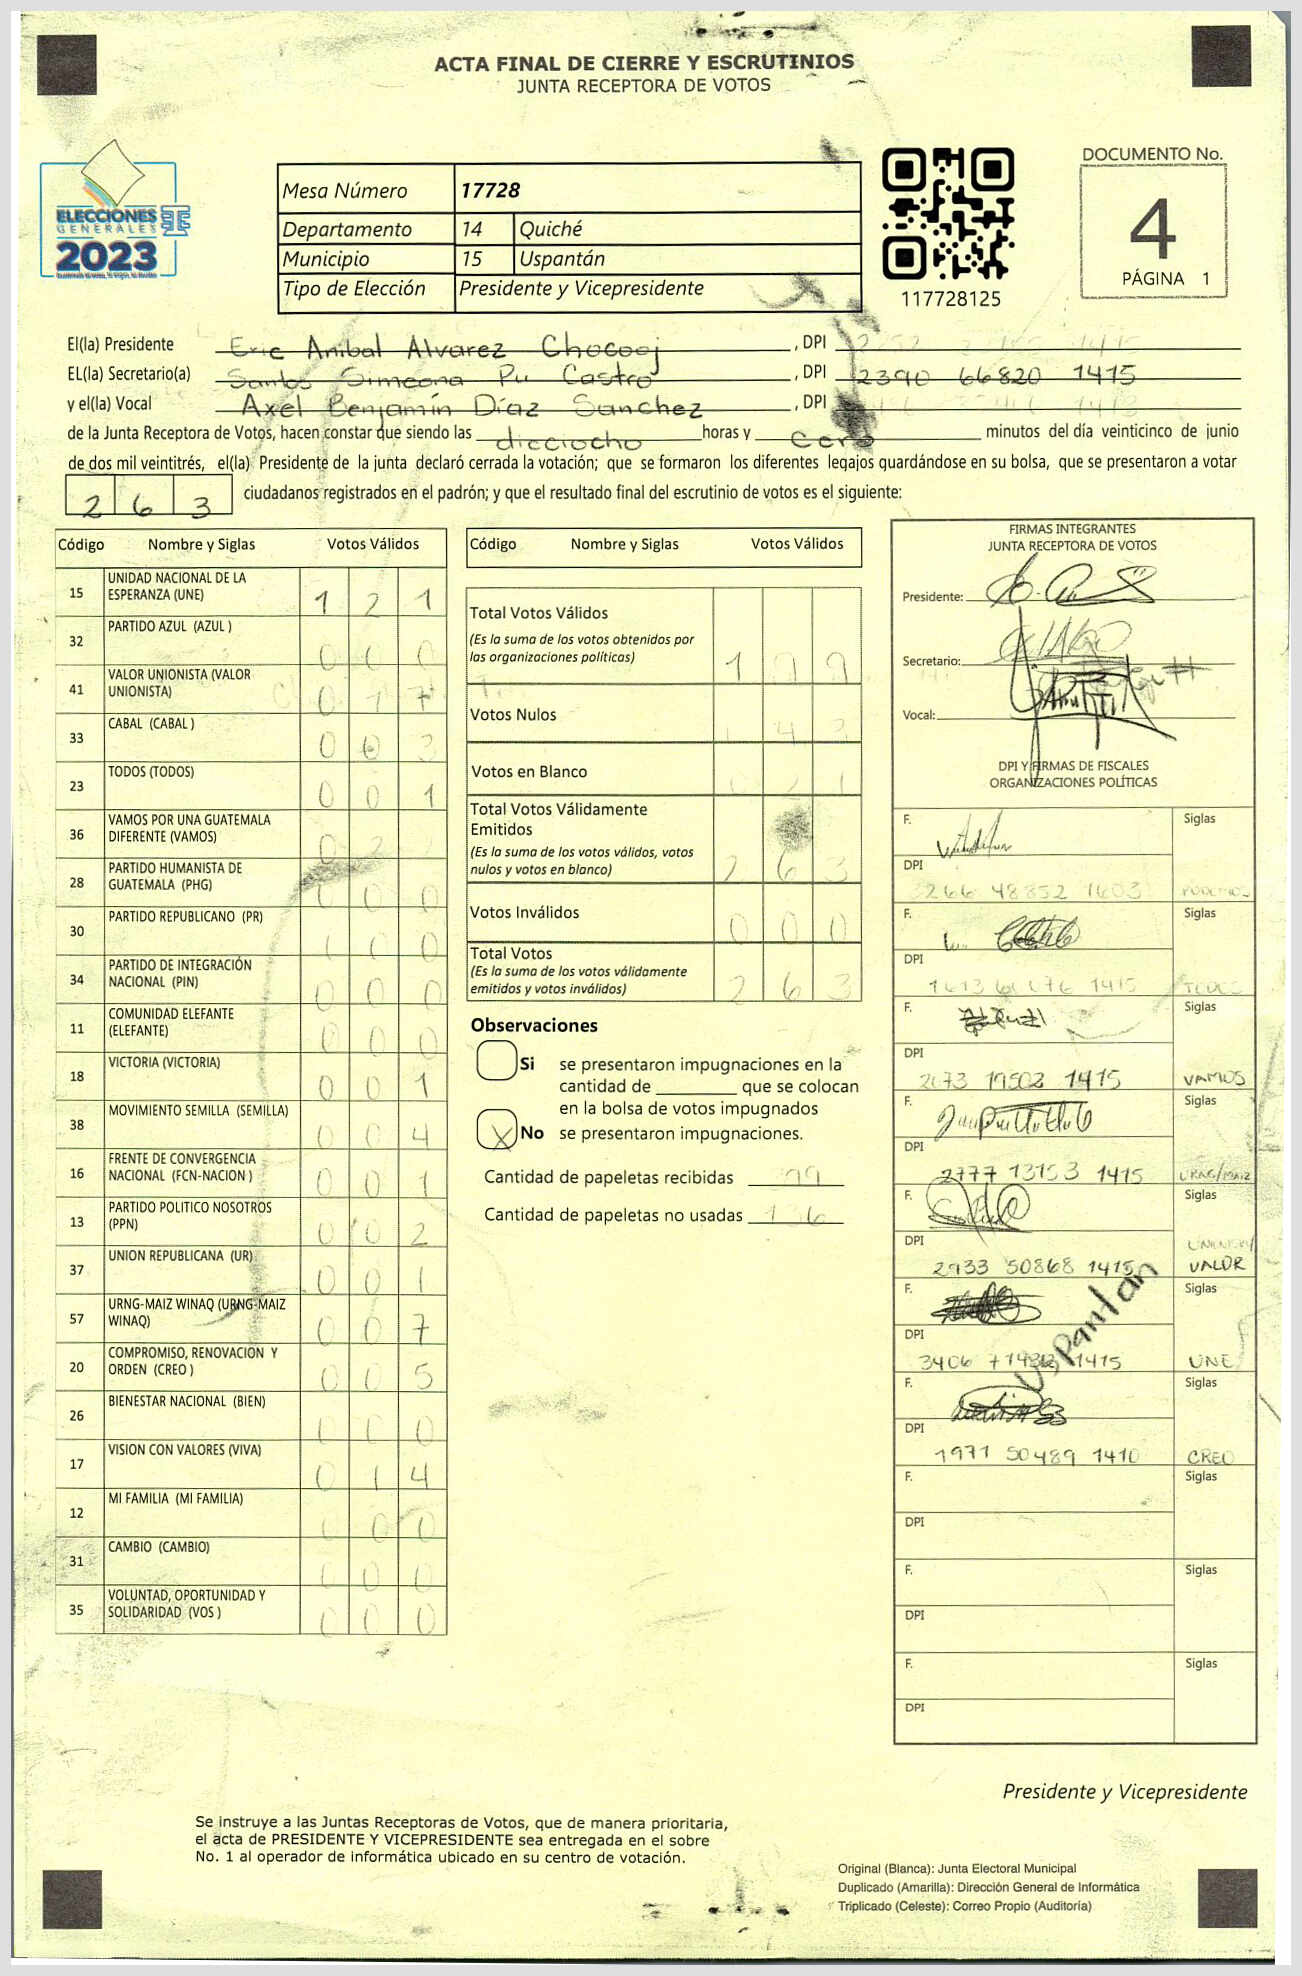 ACTA FINAL DE CIERRE Y ESCRUTINIOS
JUNTA RECEPTORA DE VOTOS
ELECCIONES
GENERALES
2023
Mesa Número 17728
Departamento 14 Quiché
Municipio 15 Uspantán
Tipo de Elección Presidente y Vicepresidente
117728125
DOCUMENTO No.
4
PÁGINA 1
El(la) Presidente Eric Anibal Alvarez Chocooj, DPI
EL(la) Secretario(a) Santos Simeona Pu Castro, DPI 2390 66820 1415
y el(la) Vocal Axel Benjamín Díaz Sanchez, DPI
de la Junta Receptora de Votos, hacen constar que siendo las dicciocho horas y cero minutos del día veinticinco de junio
de dos mil veintitrés, el(la) Presidente de la junta declaró cerrada la votación; que se formaron los diferentes legajos quardándose en su bolsa, que se presentaron a votar
263 ciudadanos registrados en el padrón; y que el resultado final del escrutinio de votos es el siguiente:
Código Nombre y Siglas Votos Válidos
15 UNIDAD NACIONAL DE LA
ESPERANZA (UNE) 1 2 1
32 PARTIDO AZUL (AZUL ) 0 0 0
41 VALOR UNIONISTA (VALOR
UNIONISTA) 0 1 7
33 CABAL (CABAL ) 0 0 3
23 TODOS (TODOS) 0 0 1
36 VAMOS POR UNA GUATEMALA
DIFERENTE (VAMOS) 0 2
28 PARTIDO HUMANISTA DE
GUATEMALA (PHG) 0 0 0
30 PARTIDO REPUBLICANO (PR) 0 0 0
34 PARTIDO DE INTEGRACIÓN
NACIONAL (PIN) 0 0 0
11 COMUNIDAD ELEFANTE
(ELEFANTE) 0 0 0
18 VICTORIA (VICTORIA) 0 0 1
38 MOVIMIENTO SEMILLA (SEMILLA) 0 0 4
16 FRENTE DE CONVERGENCIA
NACIONAL (FCN-NACION ) 0 0 1
13 PARTIDO POLITICO NOSOTROS
(PPN) 0 0 2
37 UNION REPUBLICANA (UR) 0 0 1
57 URNG-MAIZ WINAQ (URNG-MAIZ
WINAQ) 0 0 7
20 COMPROMISO, RENOVACION Y
ORDEN (CREO ) 0 0 5
26 BIENESTAR NACIONAL (BIEN) 0 0 0
17 VISION CON VALORES (VIVA) 0 1 4
12 MI FAMILIA (MI FAMILIA) 0 0 0
31 CAMBIO (CAMBIO) 0 0 0
35 VOLUNTAD, OPORTUNIDAD Y
SOLIDARIDAD (VOS ) 0 0 0
Código Nombre y Siglas Votos Válidos
Total Votos Válidos
(Es la suma de los votos obtenidos por
las organizaciones políticas) 1 9 9
Votos Nulos 4 3
Votos en Blanco 2 1
Total Votos Válidamente
Emitidos
(Es la suma de los votos válidos, votos
nulos y votos en blanco) 2 6 3
Votos Inválidos 0 0 0
Total Votos
(Es la suma de los votos válidamente
emitidos y votos inválidos) 2 6 3
Observaciones
Si se presentaron impugnaciones en la
cantidad de ________ que se colocan
en la bolsa de votos impugnados
X No se presentaron impugnaciones.
Cantidad de papeletas recibidas
Cantidad de papeletas no usadas 136
FIRMAS INTEGRANTES
JUNTA RECEPTORA DE VOTOS
Presidente:
Secretario:
Vocal:
DPI Y FIRMAS DE FISCALES
ORGANIZACIONES POLÍTICAS
F. Siglas
DPI
3266 48852 1603 PODEMOS
F. Siglas
DPI
1415 TODOS
F. Siglas
DPI
2673 19502 1415 VAMOS
F. Siglas
DPI
2777 13153 1415 URNG/MAIZ
F. Siglas
DPI UNIONISTA/
2933 50868 1415 VALOR
F. Siglas
DPI
3406 1415 UNE
Uspantan
F. Siglas
DPI
1971 50489 1410 CREO
F. Siglas
DPI
F. Siglas
DPI
F. Siglas
DPI
Presidente y Vicepresidente
Se instruye a las Juntas Receptoras de Votos, que de manera prioritaria,
el acta de PRESIDENTE Y VICEPRESIDENTE sea entregada en el sobre
No. 1 al operador de informática ubicado en su centro de votación.
Original (Blanca): Junta Electoral Municipal
Duplicado (Amarilla): Dirección General de Informática
Triplicado (Celeste): Correo Propio (Auditoría)